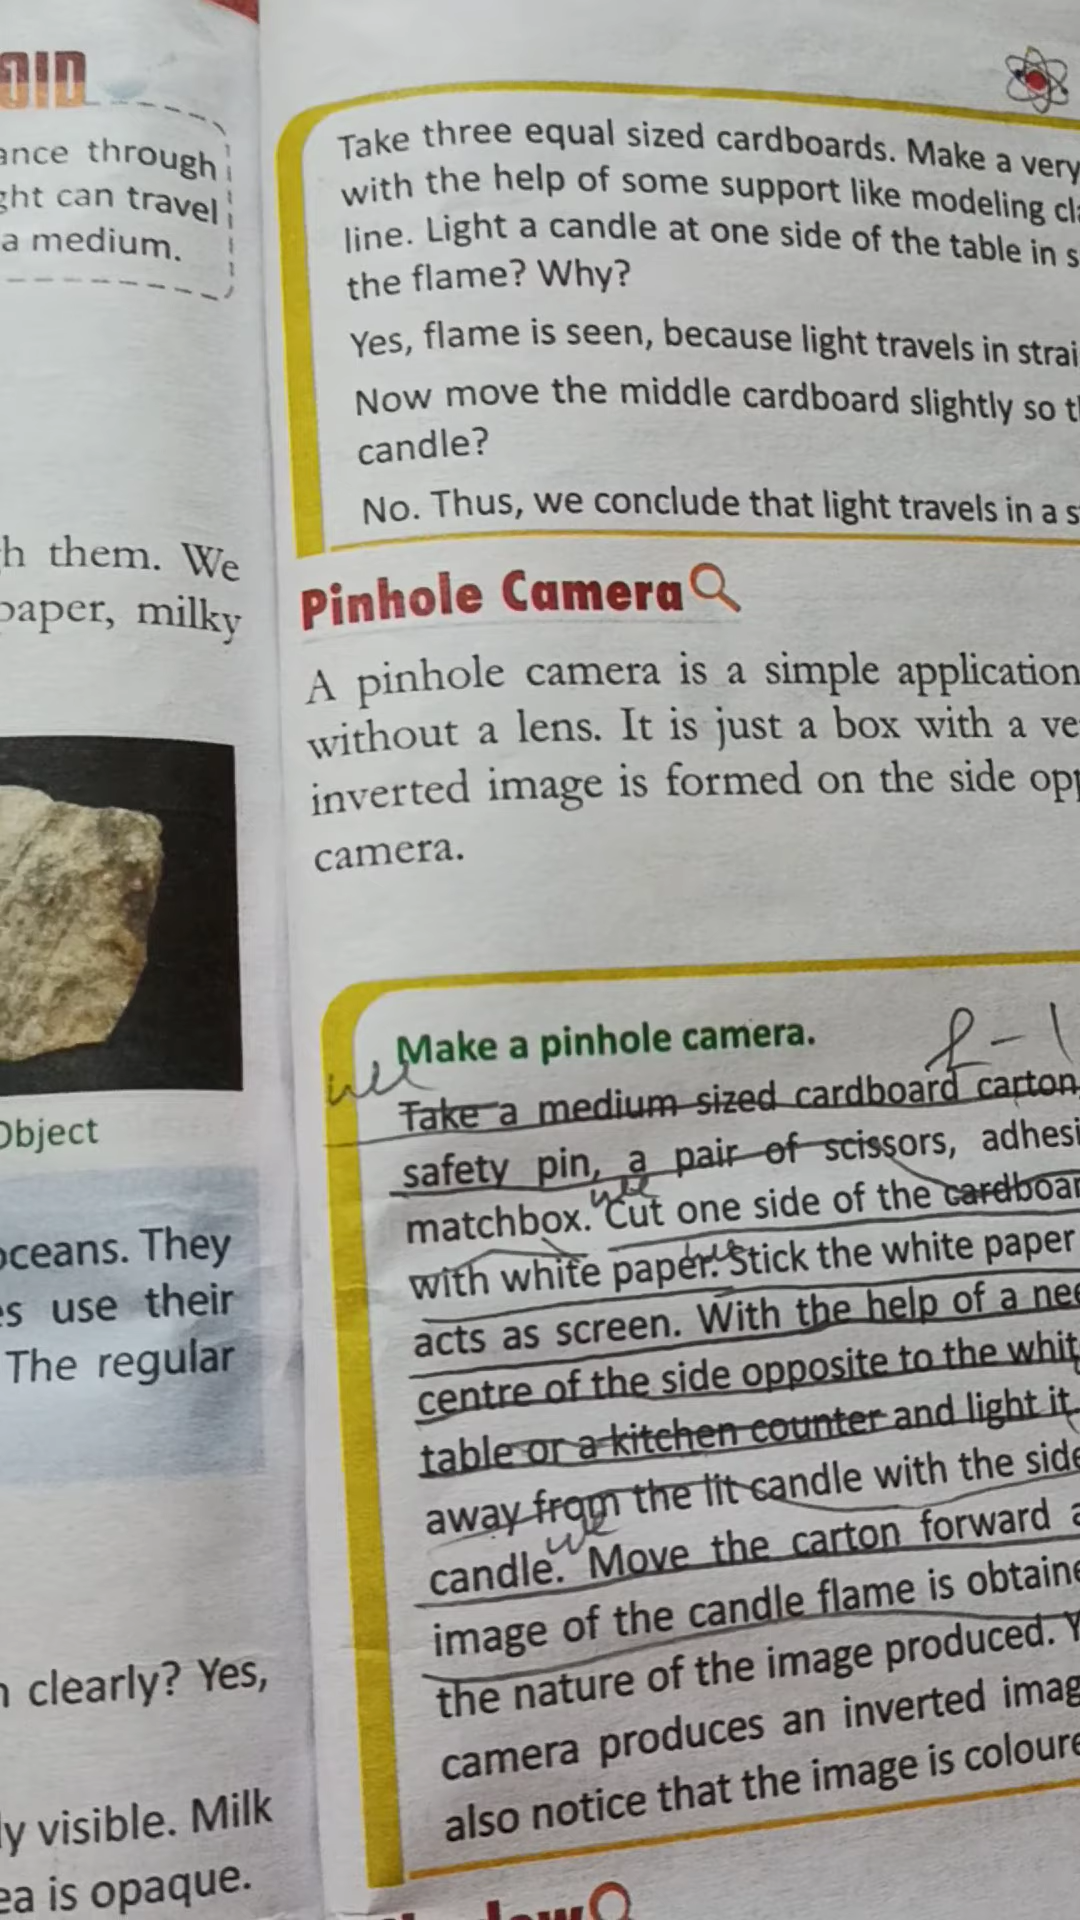 OID
ance through
ght can travel
a medium.
h them. We
paper, milky
Object
oceans. They
es use their
The regular
n clearly? Yes,
ly visible. Milk
ea is opaque.
Take three equal sized cardboards. Make a very
with the help of some support like modeling cla
line. Light a candle at one side of the table in s
the flame? Why?
Yes, flame is seen, because light travels in strai
Now move the middle cardboard slightly so th
candle?
No. Thus, we conclude that light travels in a s
Pinhole Camera
A pinhole camera is a simple application
without a lens. It is just a box with a ve
inverted image is formed on the side opp
camera.
Make a pinhole camera.
Take a medium sized cardboard carton,
safety pin, a pair of scissors, adhesi
matchbox. Cut one side of the cardboar
with white paper. Stick the white paper
acts as screen. With the help of a nee
centre of the side opposite to the whit
table or a kitchen counter and light it.
away from the lit candle with the side
candle. Move the carton forward a
image of the candle flame is obtaine
the nature of the image produced. Y
camera produces an inverted imag
also notice that the image is coloure